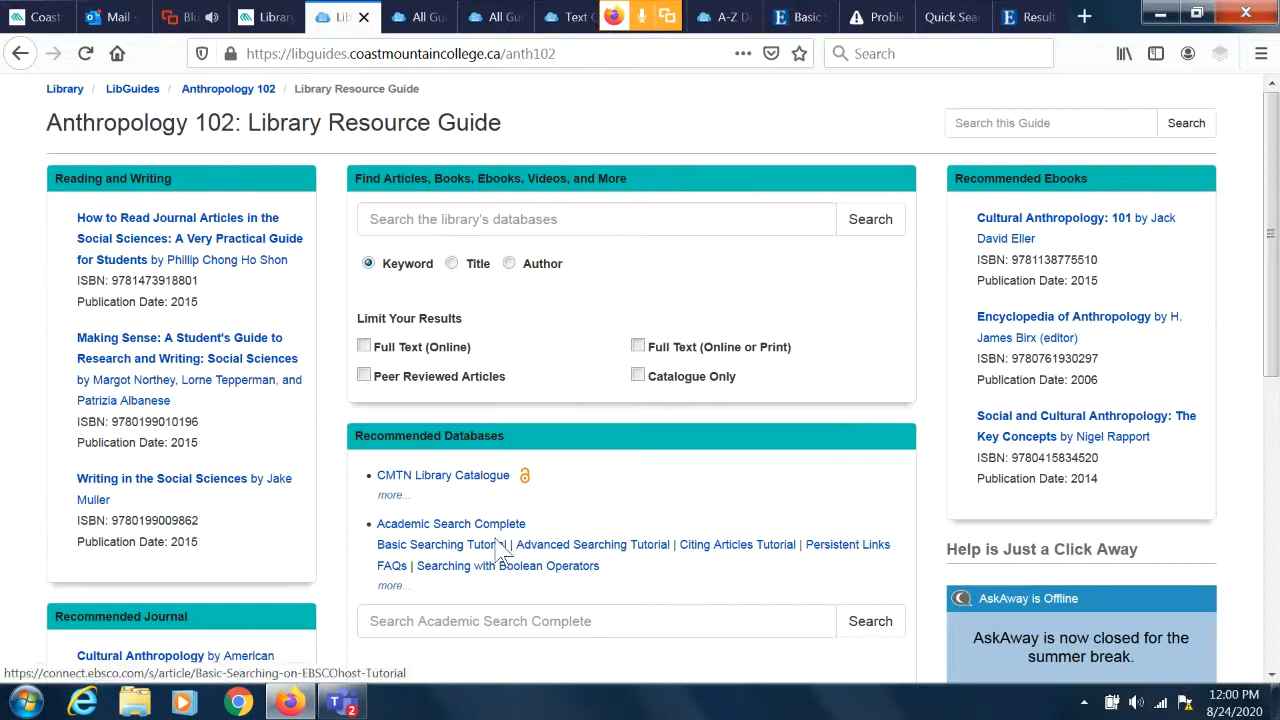 Coast
Mail
Blu
Library
Lib
All Gu
All Gu
Text C
A-Z D
Basic S
Proble
Quick Sea
Result
https://libguides.coastmountaincollege.ca/anth102
Search
Library / LibGuides / Anthropology 102 / Library Resource Guide
Anthropology 102: Library Resource Guide
Search this Guide
Search
Reading and Writing
How to Read Journal Articles in the
Social Sciences: A Very Practical Guide
for Students by Phillip Chong Ho Shon
ISBN: 9781473918801
Publication Date: 2015
Making Sense: A Student's Guide to
Research and Writing: Social Sciences
by Margot Northey, Lorne Tepperman, and
Patrizia Albanese
ISBN: 9780199010196
Publication Date: 2015
Writing in the Social Sciences by Jake
Muller
ISBN: 9780199009862
Publication Date: 2015
Recommended Journal
Cultural Anthropology by American
Find Articles, Books, Ebooks, Videos, and More
Search the library's databases
Search
Keyword Title Author
Limit Your Results
Full Text (Online)
Full Text (Online or Print)
Peer Reviewed Articles
Catalogue Only
Recommended Databases
CMTN Library Catalogue
more...
Academic Search Complete
Basic Searching Tutorial | Advanced Searching Tutorial | Citing Articles Tutorial | Persistent Links
FAQs | Searching with Boolean Operators
more...
Search Academic Search Complete
Search
Recommended Ebooks
Cultural Anthropology: 101 by Jack
David Eller
ISBN: 9781138775510
Publication Date: 2015
Encyclopedia of Anthropology by H.
James Birx (editor)
ISBN: 9780761930297
Publication Date: 2006
Social and Cultural Anthropology: The
Key Concepts by Nigel Rapport
ISBN: 9780415834520
Publication Date: 2014
Help is Just a Click Away
AskAway is Offline
AskAway is now closed for the
summer break.
https://connect.ebsco.com/s/article/Basic-Searching-on-EBSCOhost-Tutorial
2
12:00 PM
8/24/2020